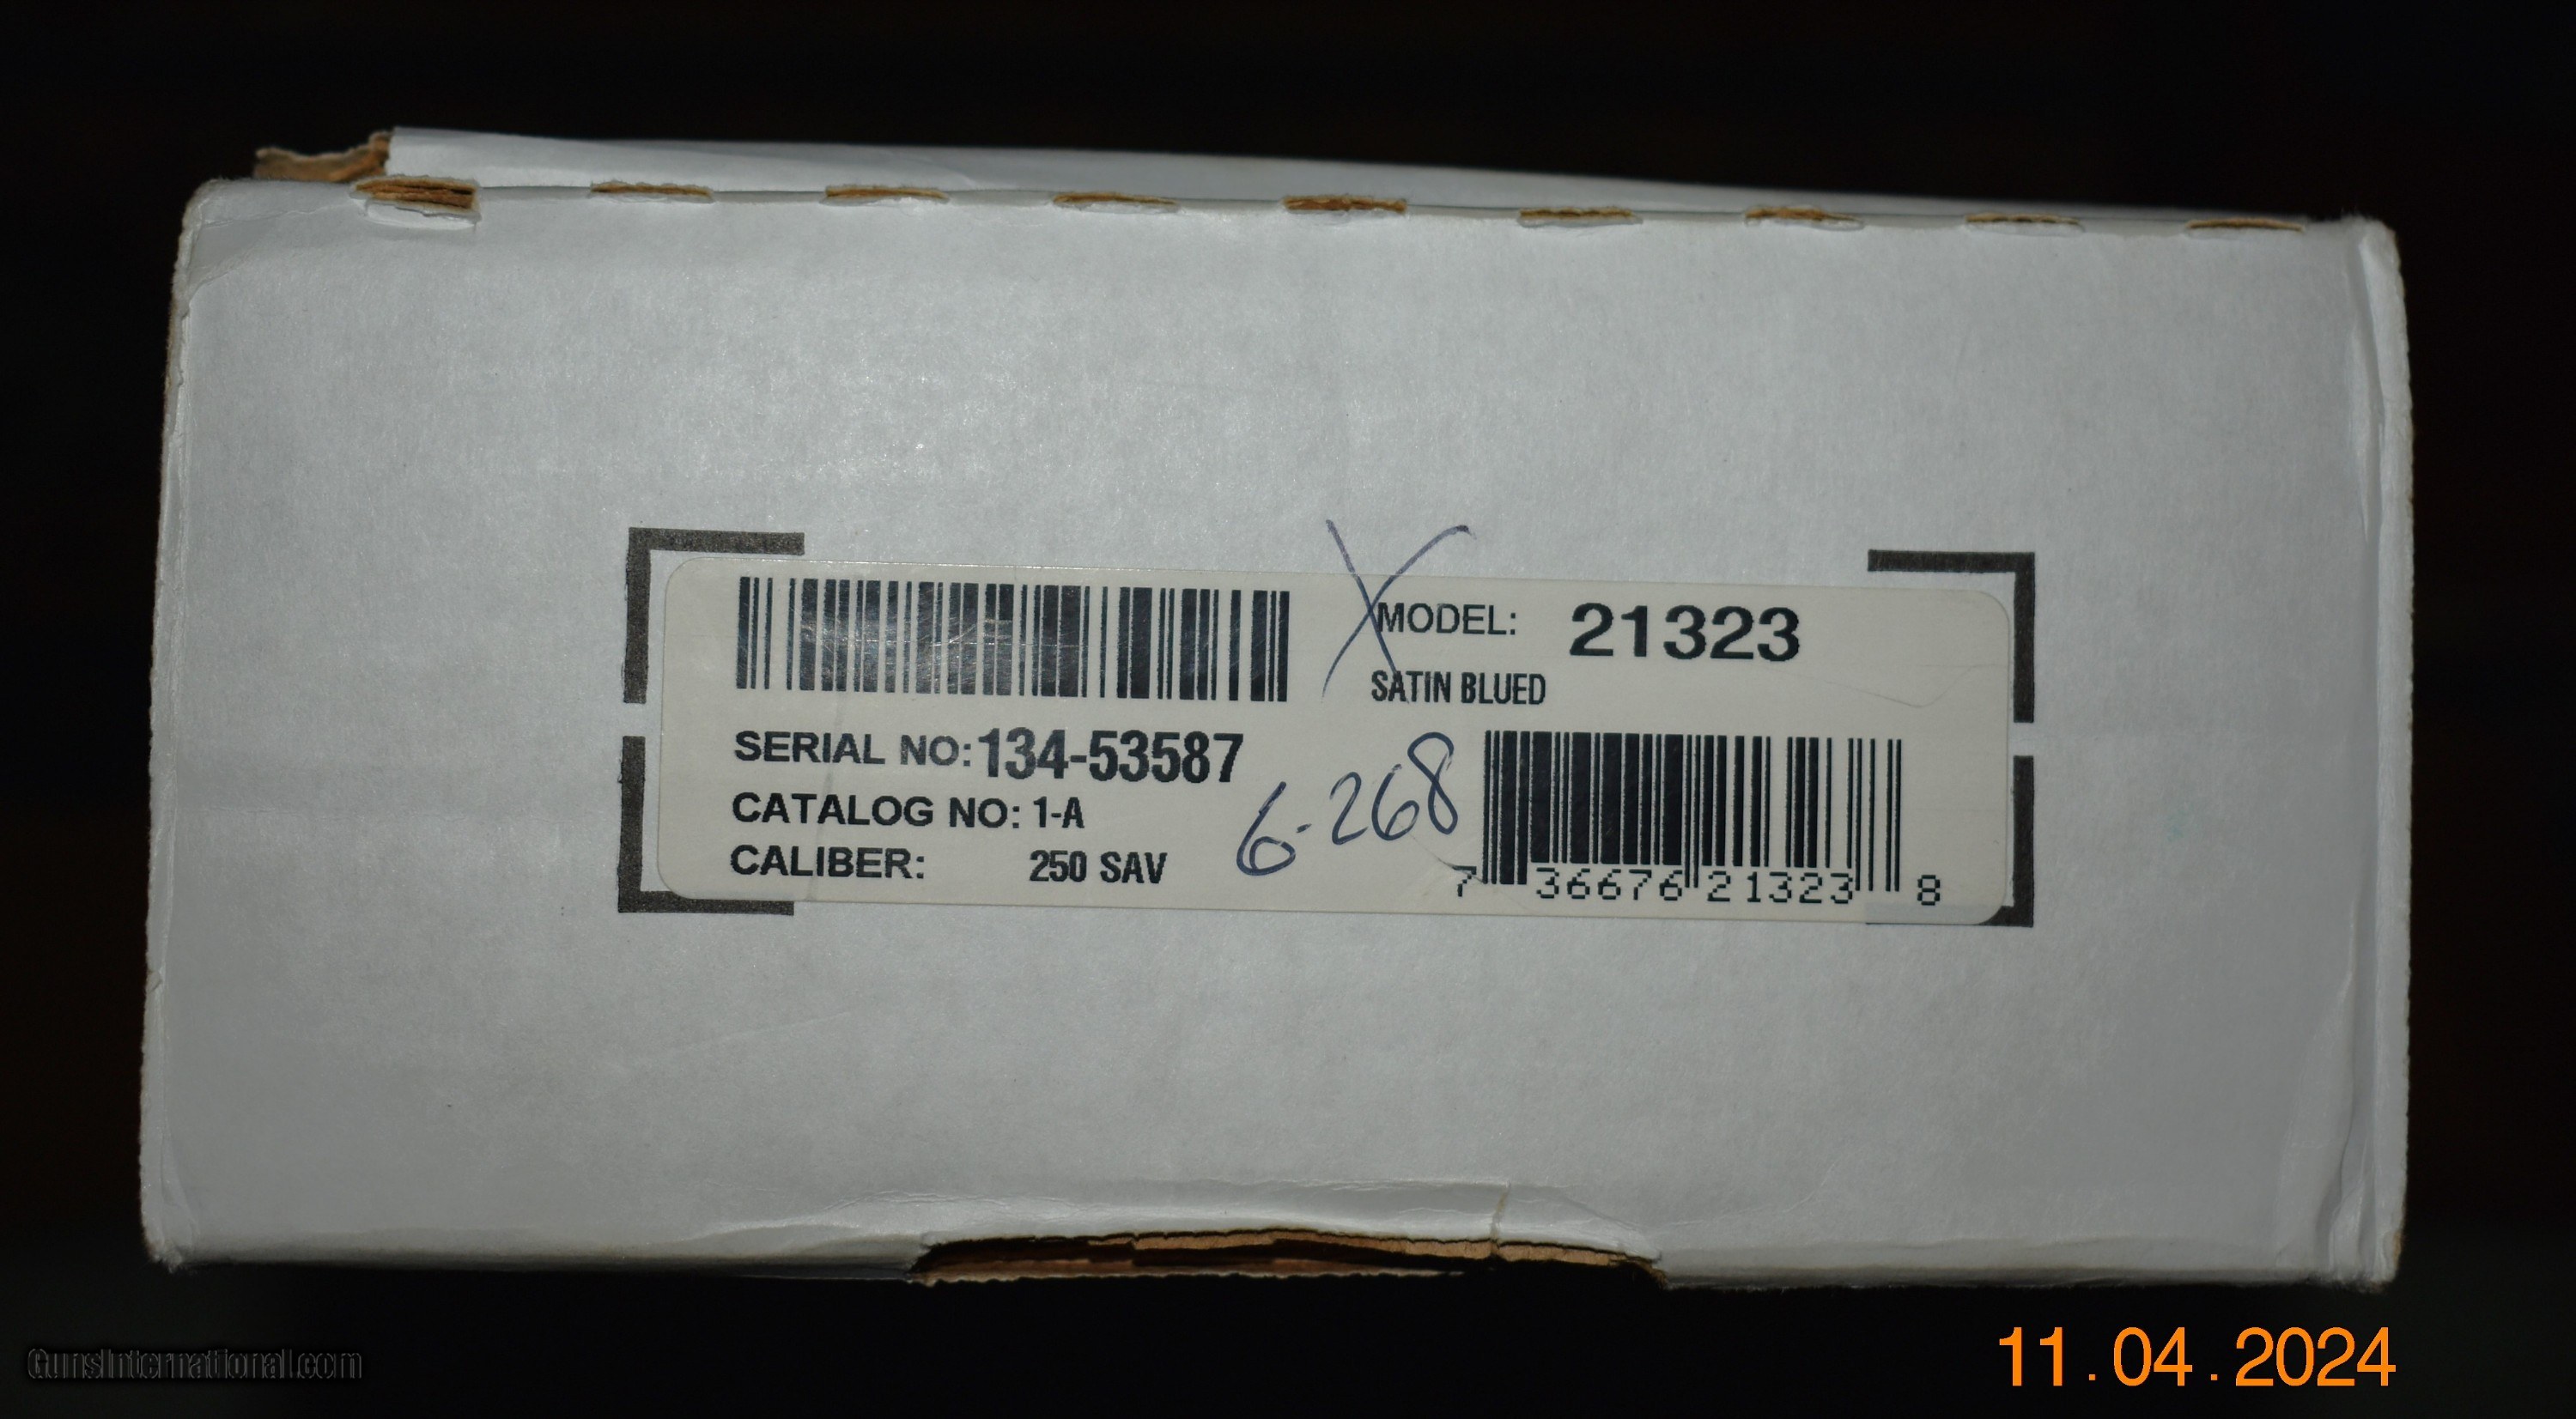 MODEL: 21323
SATIN BLUED
SERIAL NO: 134-53587
CATALOG NO: 1-A
CALIBER: 250 SAV
6-268
7 36676 21323 8
GunsInternational.com
11.04.2024